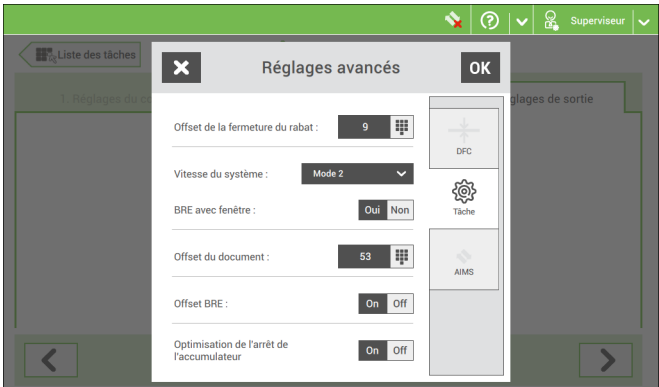 Superviseur
Liste des tâches
Réglages avancés
OK
1. Réglages du co
glages de sortie
Offset de la fermeture du rabat :
9
DFC
Vitesse du système :
Mode 2
Tâche
BRE avec fenêtre :
Oui Non
Offset du document :
53
AIMS
Offset BRE :
On Off
Optimisation de l'arrêt de
l'accumulateur
On Off